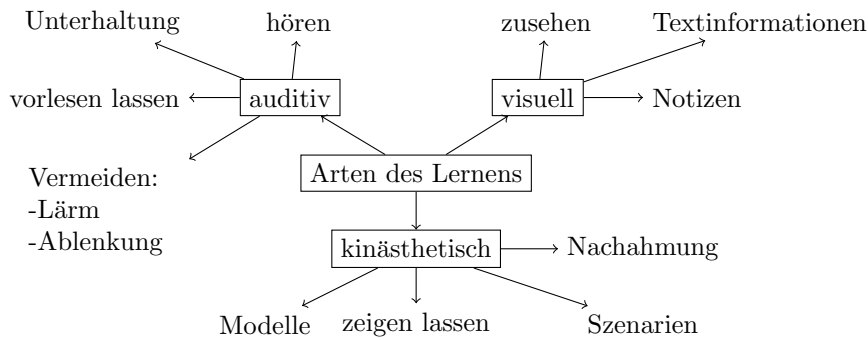 Unterhaltung
hören
zusehen
Textinformationen
vorlesen lassen
auditiv
visuell
Notizen
Arten des Lernens
Vermeiden:
-Lärm
-Ablenkung
kinästhetisch
Nachahmung
Modelle
zeigen lassen
Szenarien